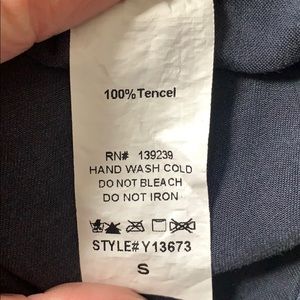 100%Tencel
RN# 139239
HAND WASH COLD
DO NOT BLEACH
DO NOT IRON
STYLE#Y13673
S